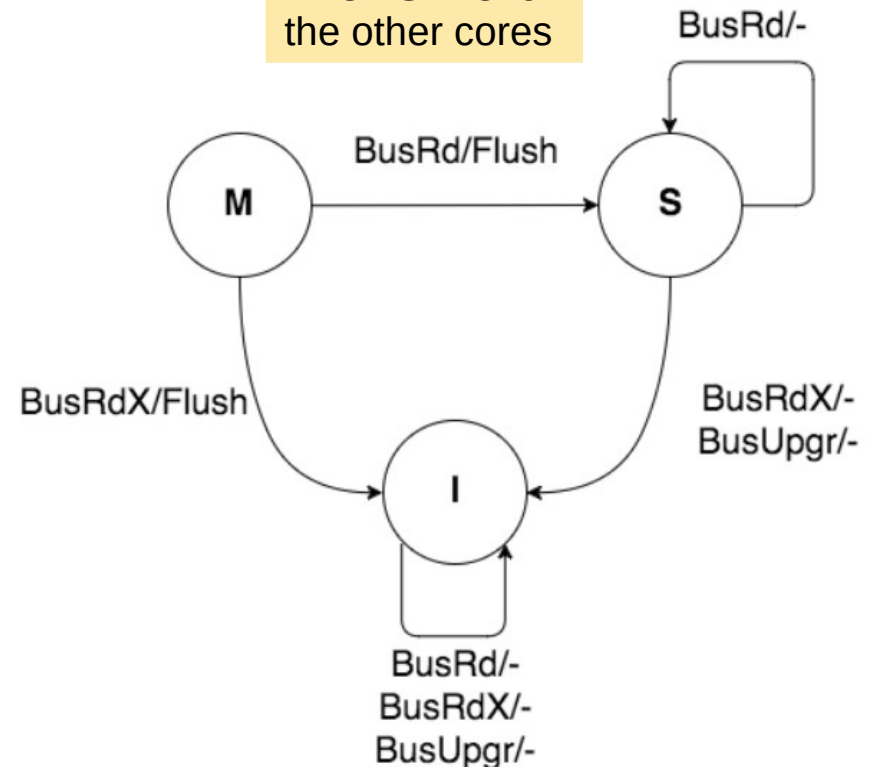 the other cores
BusRd/-
BusRd/Flush
M
S
BusRdX/Flush
BusRdX/-
BusUpgr/-
I
BusRd/-
BusRdX/-
BusUpgr/-